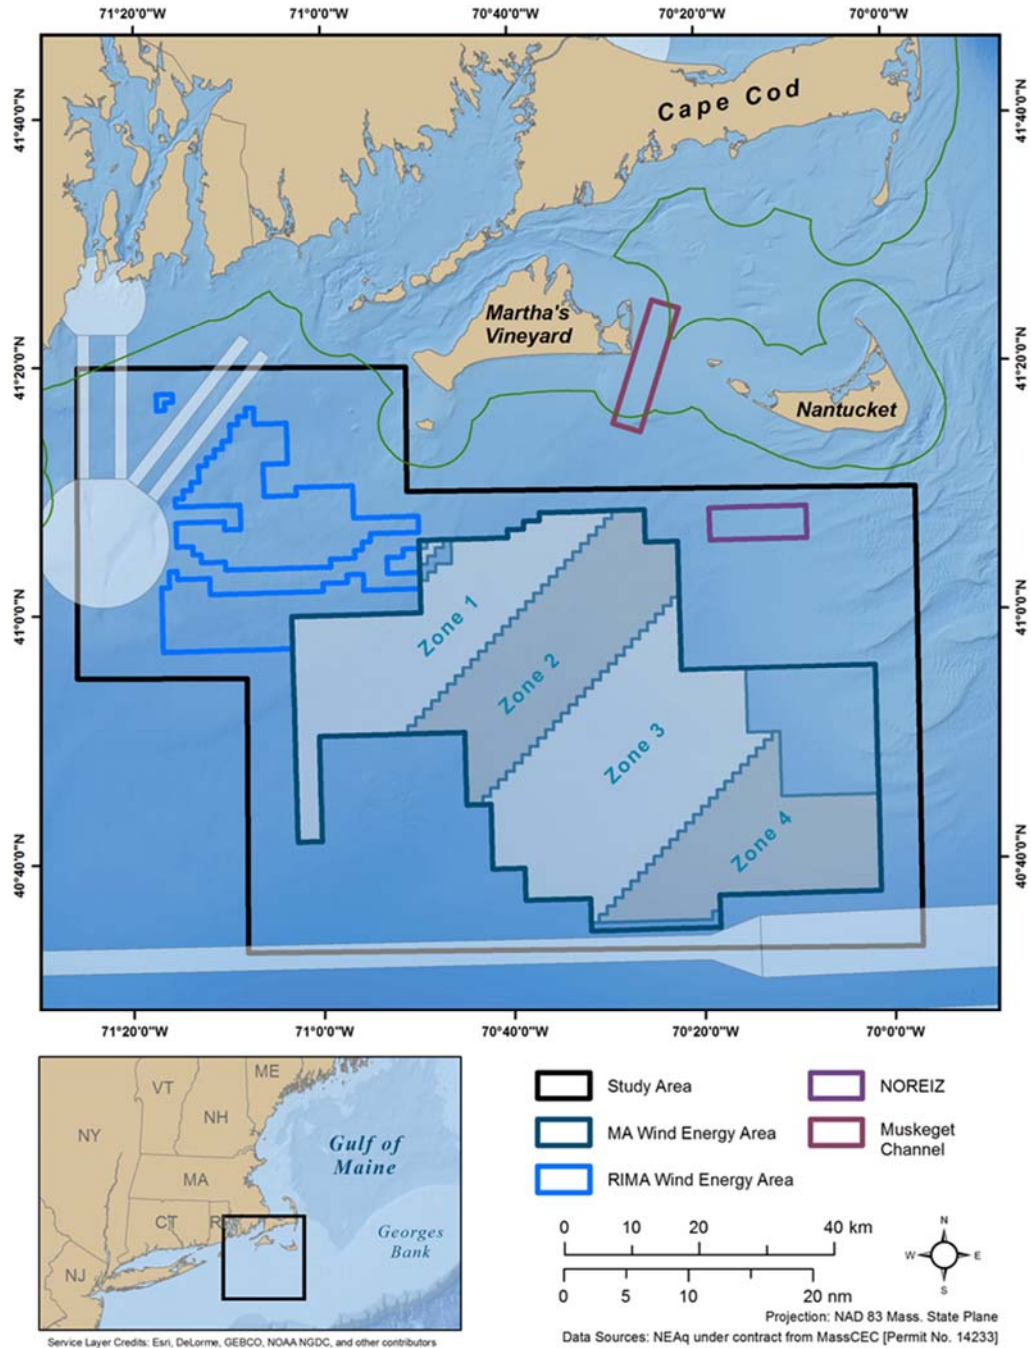 71°20'0"W 71°0'0"W 70°40'0"W 70°20'0"W 70°0'0"W
41°40'0"N
41°40'0"N
Cape Cod
Martha's
Vineyard
41°20'0"N
41°20'0"N
Nantucket
41°0'0"N
41°0'0"N
Zone 1
Zone 2
Zone 3
Zone 4
40°40'0"N
40°40'0"N
71°20'0"W 71°0'0"W 70°40'0"W 70°20'0"W 70°0'0"W
ME
VT
NH
NY
Gulf of
Maine
MA
CT
Georges
Bank
NJ
Service Layer Credits: Esri, DeLorme, GEBCO, NOAA NGDC, and other contributors
Study Area
MA Wind Energy Area
RIMA Wind Energy Area
NOREIZ
Muskeget
Channel
0 10 20 40 km
0 5 10 20 nm
N
W E
S
Projection: NAD 83 Mass. State Plane
Data Sources: NEAq under contract from MassCEC [Permit No. 14233]